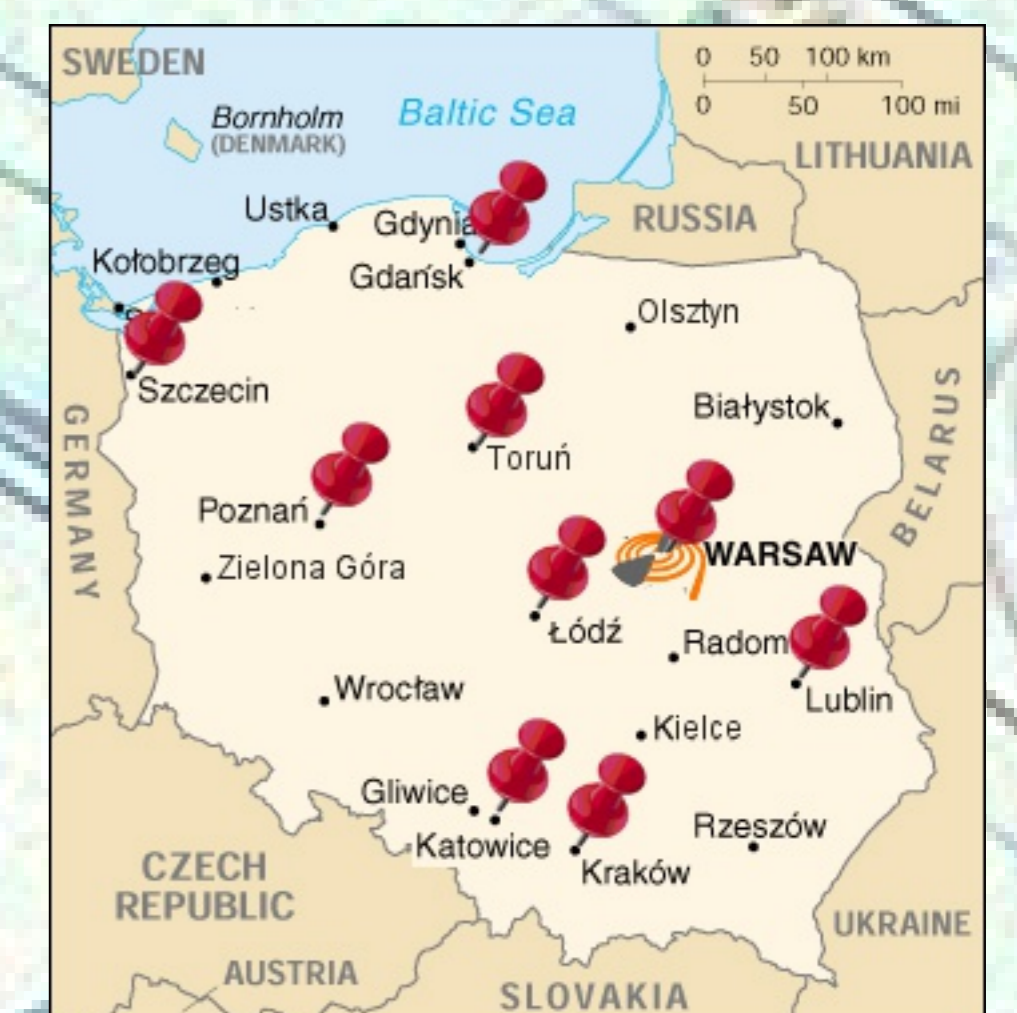 SWEDEN
0 50 100 km
0 50 100 mi
Bornholm
(DENMARK)
Baltic Sea
LITHUANIA
Ustka
Gdynia
RUSSIA
Kołobrzeg
Gdańsk
Olsztyn
Szczecin
Białystok
GERMANY
BELARUS
Toruń
Poznań
WARSAW
Zielona Góra
Łódź
Radom
Wrocław
Lublin
Kielce
Gliwice
Katowice
Rzeszów
Kraków
CZECH
REPUBLIC
UKRAINE
AUSTRIA
SLOVAKIA